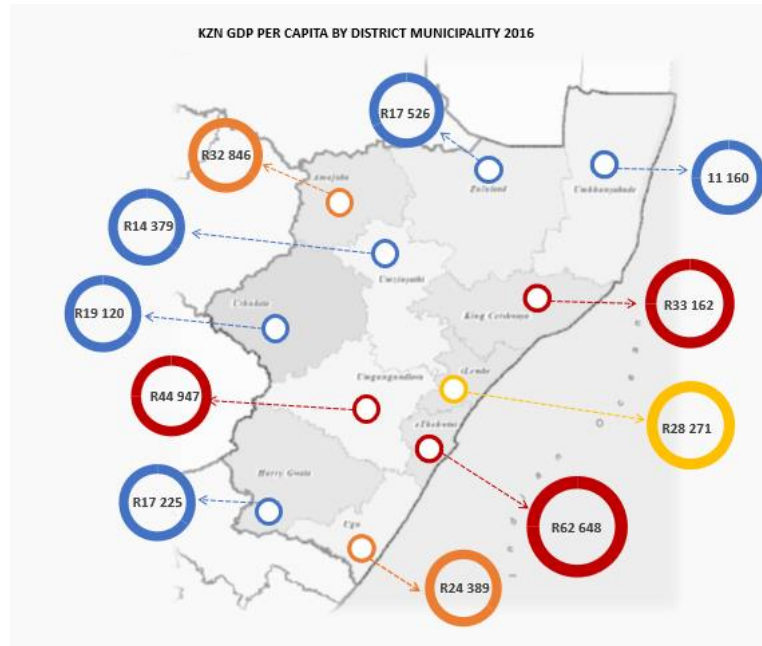 KZN GDP PER CAPITA BY DISTRICT MUNICIPALITY 2016
R17 526
R32 846
11 160
Amajuba
Zululand
Umkhanyakude
R14 379
Umzinyathi
R19 120
Uthukela
King Cetshwayo
R33 162
iLembe
R44 947
Umgungundlovu
R28 271
eThekwini
Harry Gwala
R17 225
Ugu
R62 648
R24 389